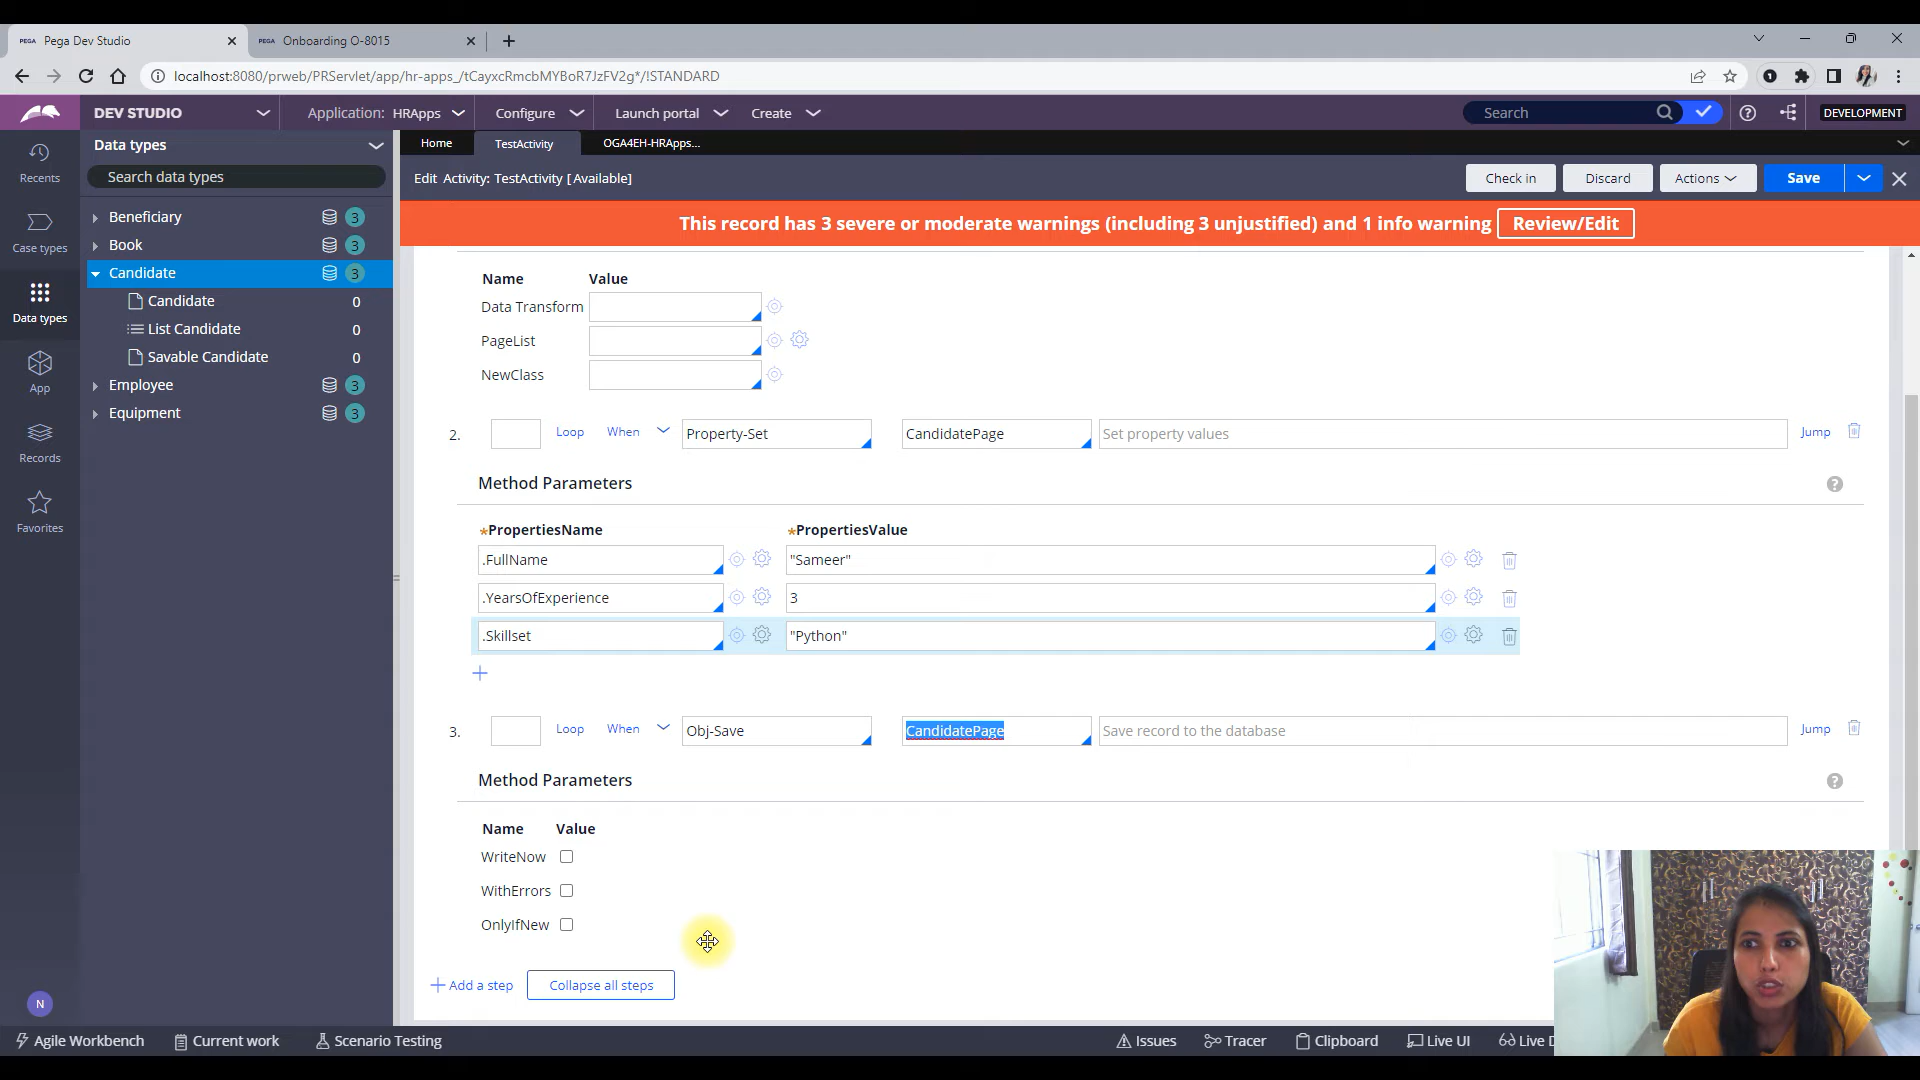 PEGA Pega Dev Studio
PEGA Onboarding O-8015
localhost:8080/prweb/PRServlet/app/hr-apps_/tCayxcRmcbMYBoR7JzFV2g*/!STANDARD
DEV STUDIO
Application: HRApps
Configure
Launch portal
Create
Search
DEVELOPMENT
Recents
Case types
Data types
App
Records
Favorites
N
Data types
Search data types
Beneficiary 3
Book 3
Candidate 3
Candidate 0
List Candidate 0
Savable Candidate 0
Employee 3
Equipment 3
Home
TestActivity
OGA4EH-HRApps...
Edit Activity: TestActivity [Available]
Check in
Discard
Actions
Save
This record has 3 severe or moderate warnings (including 3 unjustified) and 1 info warning Review/Edit
Name Value
Data Transform
PageList
NewClass
2. Loop When Property-Set CandidatePage Set property values Jump
Method Parameters
*PropertiesName *PropertiesValue
.FullName "Sameer"
.YearsOfExperience 3
.Skillset "Python"
3. Loop When Obj-Save CandidatePage Save record to the database Jump
Method Parameters
Name Value
WriteNow
WithErrors
OnlyIfNew
Add a step Collapse all steps
Agile Workbench
Current work
Scenario Testing
Issues
Tracer
Clipboard
Live UI
Live